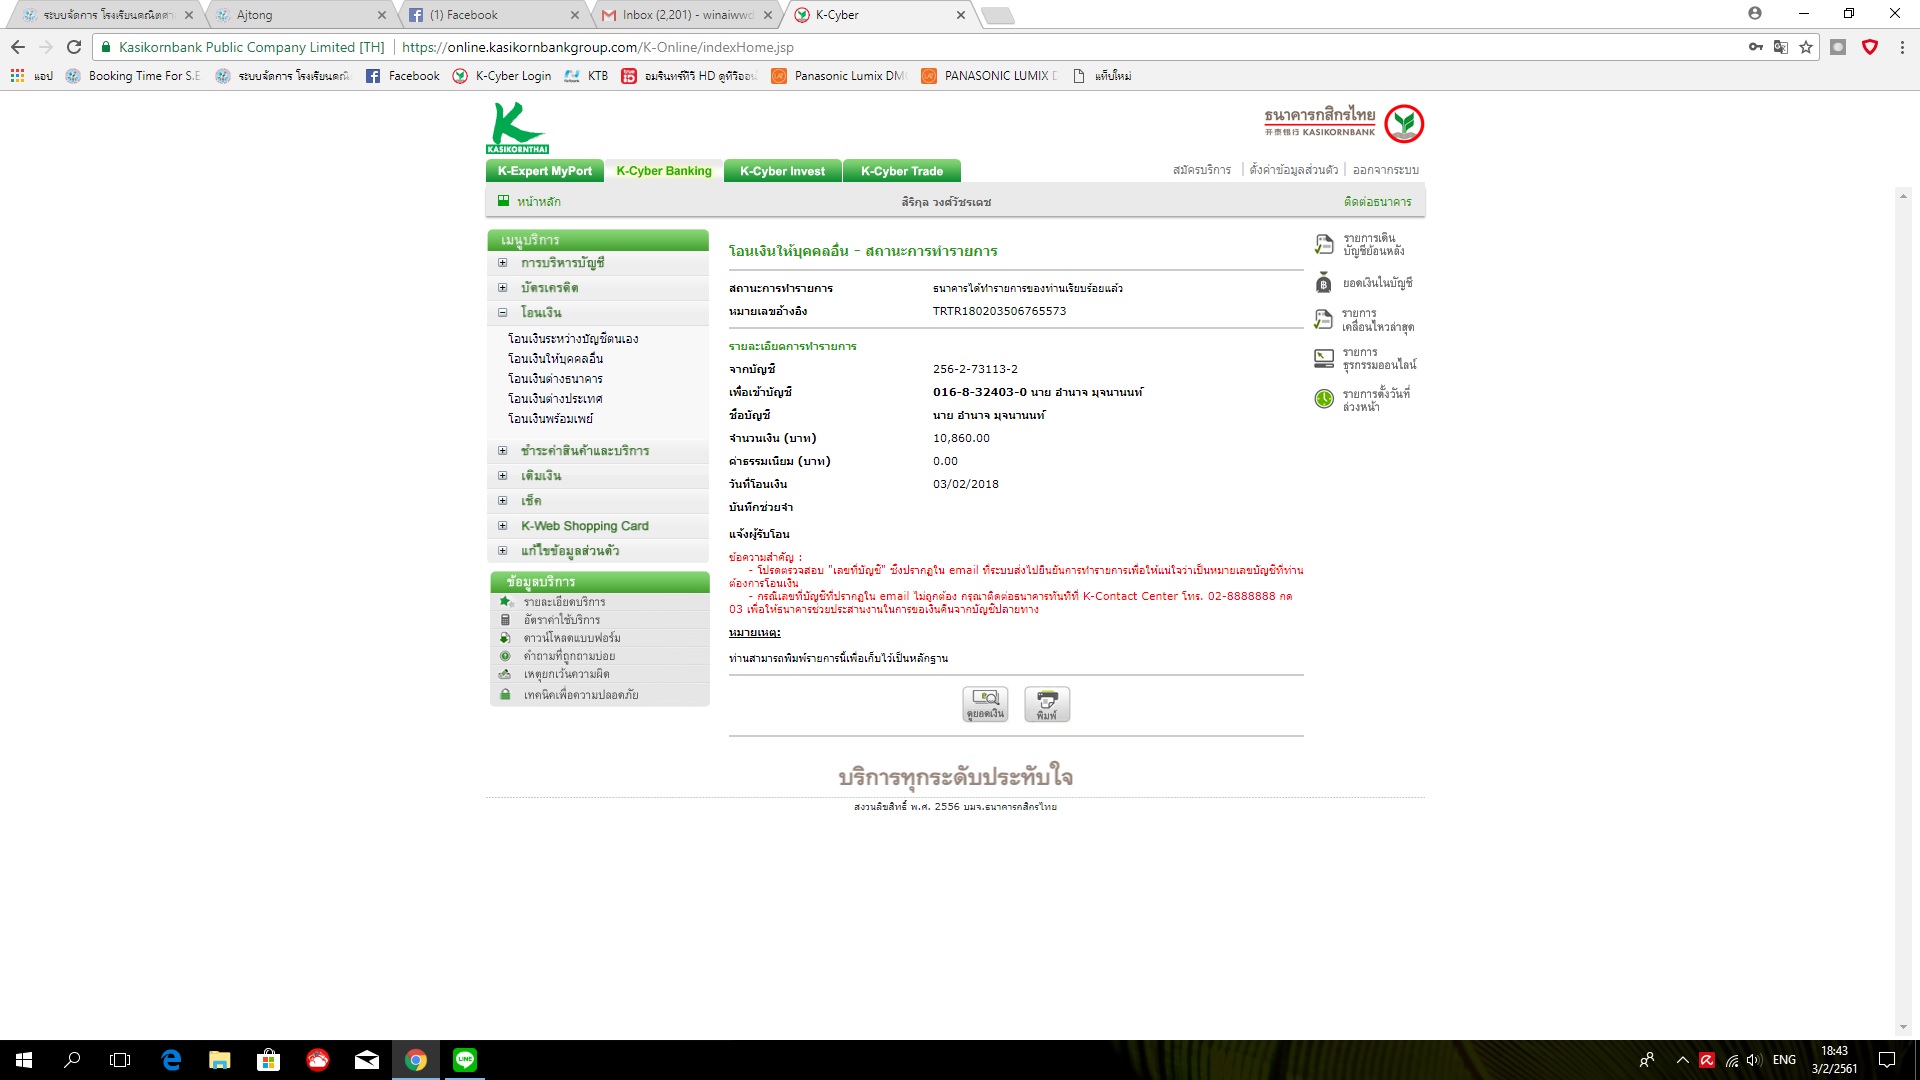 ระบบจัดการ โรงเรียนคณิตศา
Ajtong
(1) Facebook
Inbox (2,201) - winaiwwd
K-Cyber
Kasikornbank Public Company Limited [TH]
https://online.kasikornbankgroup.com/K-Online/indexHome.jsp
แอป
Booking Time For S.E
ระบบจัดการ โรงเรียนคณิ
Facebook
K-Cyber Login
KTB
อมรินทร์ทีวี HD ดูทีวีออน
Panasonic Lumix DM
PANASONIC LUMIX D
แท็บใหม่
KASIKORNTHAI
ธนาคารกสิกรไทย
开泰银行 KASIKORNBANK
K-Expert MyPort
K-Cyber Banking
K-Cyber Invest
K-Cyber Trade
สมัครบริการ
ตั้งค่าข้อมูลส่วนตัว
ออกจากระบบ
หน้าหลัก
สิริกุล วงศ์วัชรเดช
ติดต่อธนาคาร
เมนูบริการ
การบริหารบัญชี
บัตรเครดิต
โอนเงิน
โอนเงินระหว่างบัญชีตนเอง
โอนเงินให้บุคคลอื่น
โอนเงินต่างธนาคาร
โอนเงินต่างประเทศ
โอนเงินพร้อมเพย์
ชำระค่าสินค้าและบริการ
เติมเงิน
เช็ค
K-Web Shopping Card
แก้ไขข้อมูลส่วนตัว
ข้อมูลบริการ
รายละเอียดบริการ
อัตราค่าใช้บริการ
ดาวน์โหลดแบบฟอร์ม
คำถามที่ถูกถามบ่อย
เหตุยกเว้นความผิด
เทคนิคเพื่อความปลอดภัย
โอนเงินให้บุคคลอื่น - สถานะการทำรายการ
สถานะการทำรายการ ธนาคารได้ทำรายการของท่านเรียบร้อยแล้ว
หมายเลขอ้างอิง TRTR180203506765573
รายละเอียดการทำรายการ
จากบัญชี 256-2-73113-2
เพื่อเข้าบัญชี 016-8-32403-0 นาย อำนาจ มุจนานนท์
ชื่อบัญชี นาย อำนาจ มุจนานนท์
จำนวนเงิน (บาท) 10,860.00
ค่าธรรมเนียม (บาท) 0.00
วันที่โอนเงิน 03/02/2018
บันทึกช่วยจำ
แจ้งผู้รับโอน
ข้อความสำคัญ :
- โปรดตรวจสอบ "เลขที่บัญชี" ซึ่งปรากฏใน email ที่ระบบส่งไปยืนยันการทำรายการเพื่อให้แน่ใจว่าเป็นหมายเลขบัญชีที่ท่าน
ต้องการโอนเงิน
- กรณีเลขที่บัญชีที่ปรากฏใน email ไม่ถูกต้อง กรุณาติดต่อธนาคารทันทีที่ K-Contact Center โทร. 02-8888888 กด
03 เพื่อให้ธนาคารช่วยประสานงานในการขอเงินคืนจากบัญชีปลายทาง
หมายเหตุ:
ท่านสามารถพิมพ์รายการนี้เพื่อเก็บไว้เป็นหลักฐาน
ดูยอดเงิน
พิมพ์
รายการเดิน
บัญชีย้อนหลัง
ยอดเงินในบัญชี
รายการ
เคลื่อนไหวล่าสุด
รายการ
ธุรกรรมออนไลน์
รายการตั้งวันที่
ล่วงหน้า
บริการทุกระดับประทับใจ
สงวนลิขสิทธิ์ พ.ศ. 2556 บมจ.ธนาคารกสิกรไทย
LINE
ENG
18:43
3/2/2561